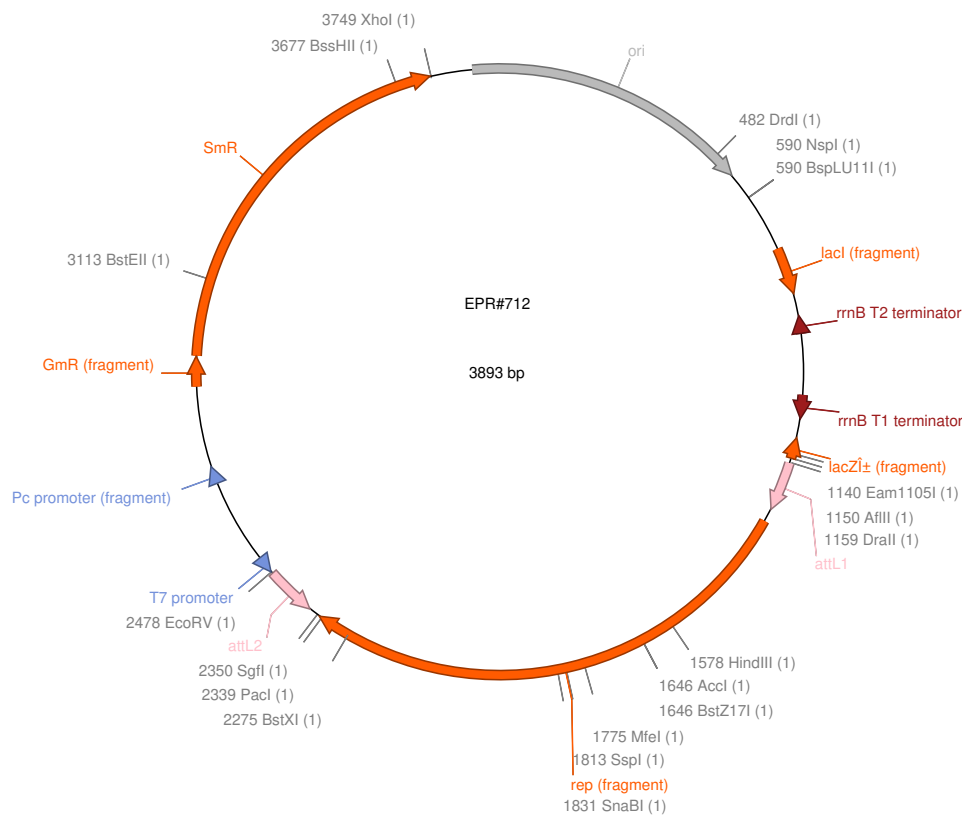 3749 XhoI (1)
3677 BssHII (1)
ori
482 DrdI (1)
590 NspI (1)
590 BspLU11I (1)
SmR
lacI (fragment)
3113 BstEII (1)
EPR#712
rrnB T2 terminator
GmR (fragment)
3893 bp
rrnB T1 terminator
lacZÎ± (fragment)
Pc promoter (fragment)
1140 Eam1105I (1)
1150 AflII (1)
1159 DraII (1)
attL1
T7 promoter
2478 EcoRV (1)
attL2
2350 SgfI (1)
2339 PacI (1)
2275 BstXI (1)
1578 HindIII (1)
1646 AccI (1)
1646 BstZ17I (1)
1775 MfeI (1)
1813 SspI (1)
rep (fragment)
1831 SnaBI (1)